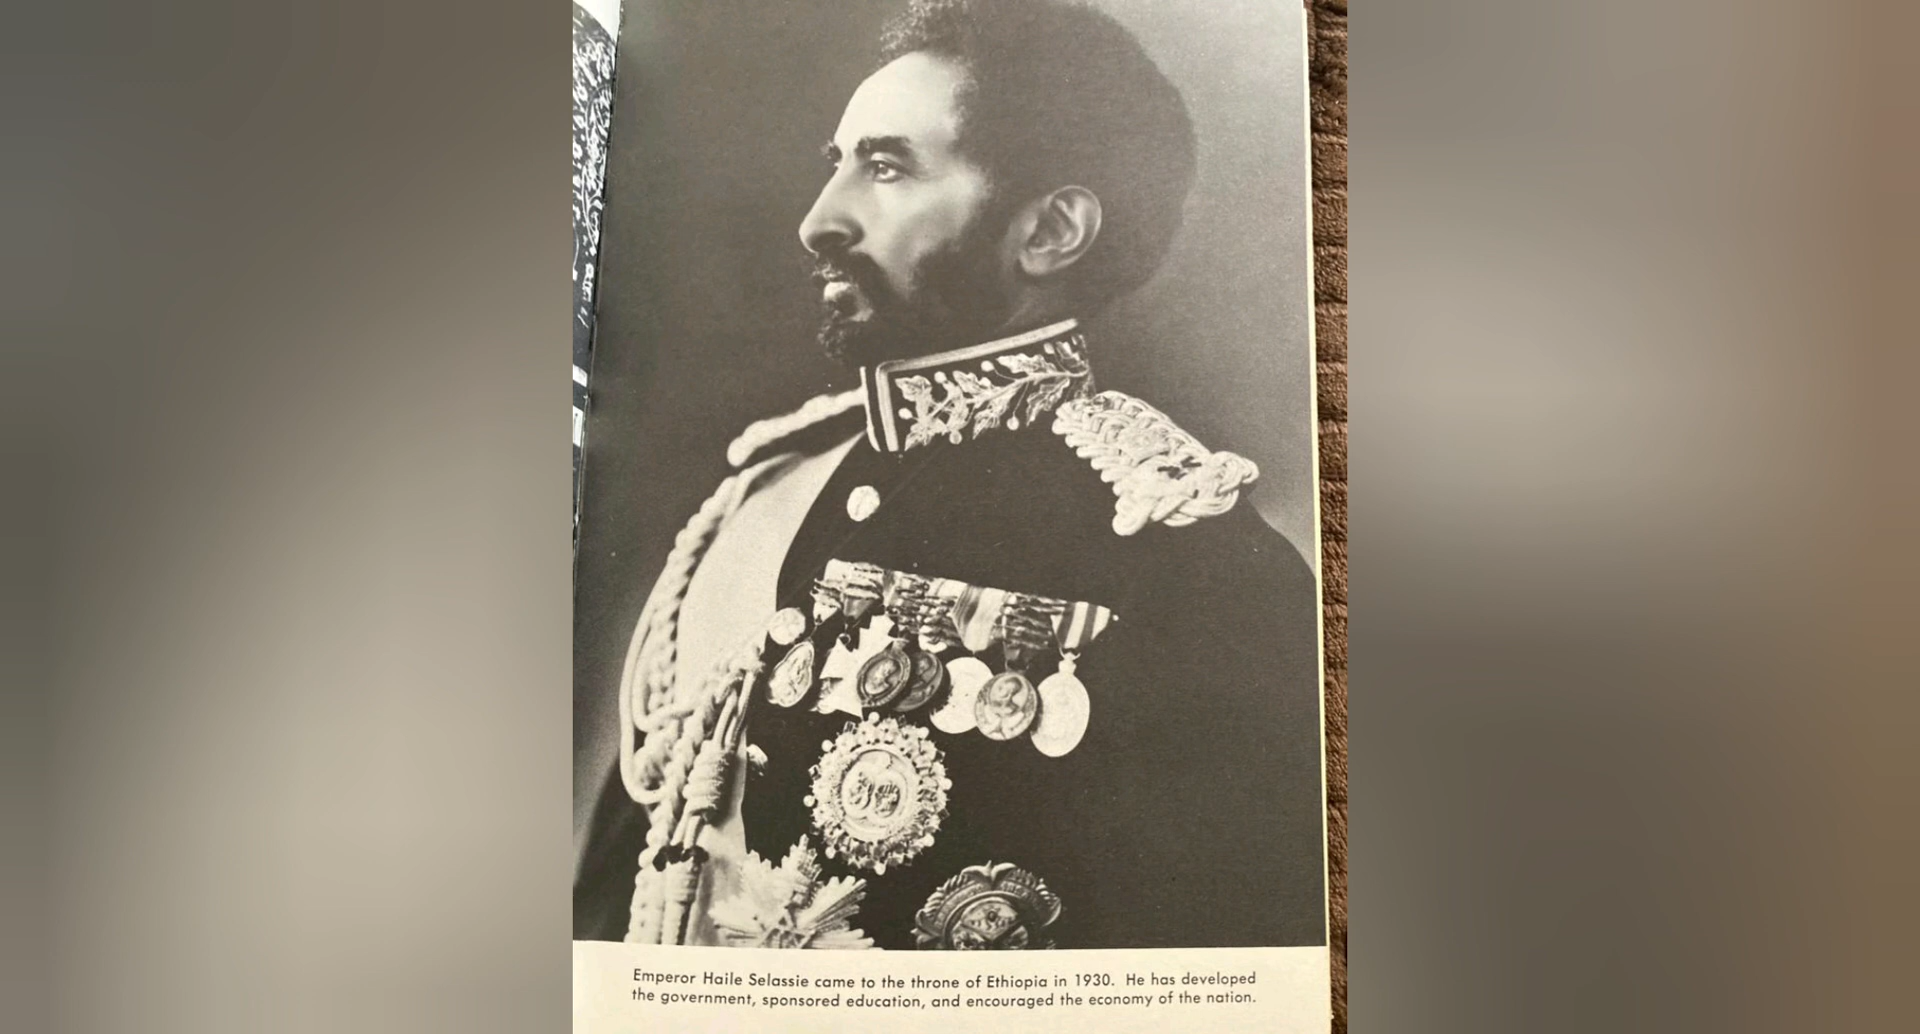 Emperor Haile Selassie came to the throne of Ethiopia in 1930. He has developed
the government, sponsored education, and encouraged the economy of the nation.